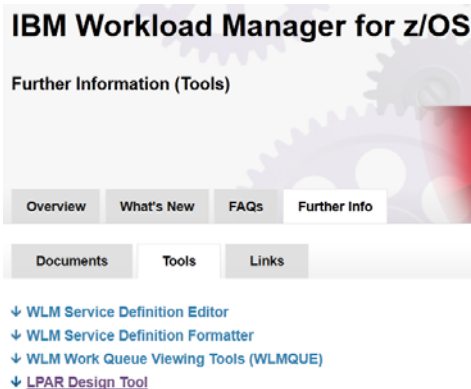 IBM Workload Manager for z/OS
Further Information (Tools)
Overview What's New FAQs Further Info
Documents Tools Links
↓ WLM Service Definition Editor
↓ WLM Service Definition Formatter
↓ WLM Work Queue Viewing Tools (WLMQUE)
↓ LPAR Design Tool